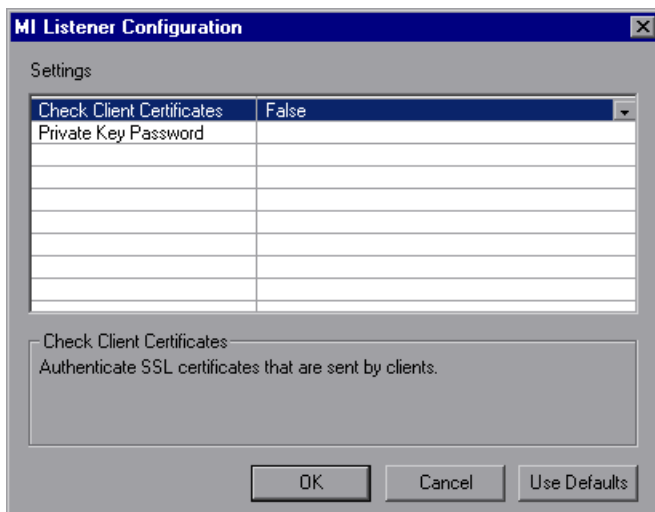 MI Listener Configuration
Settings
Check Client Certificates False
Private Key Password
Check Client Certificates
Authenticate SSL certificates that are sent by clients.
OK Cancel Use Defaults